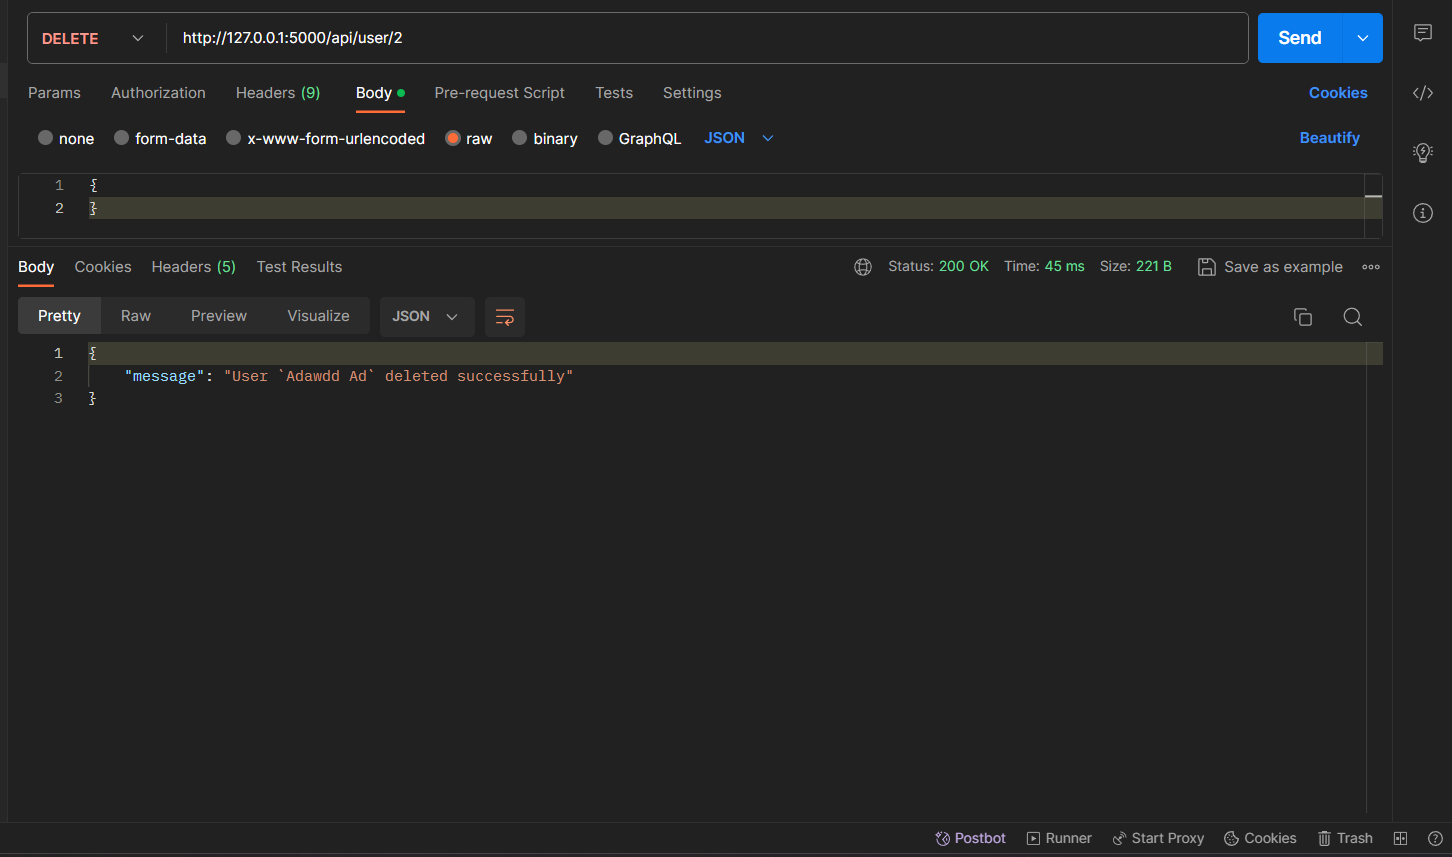 DELETE http://127.0.0.1:5000/api/user/2 Send
Params Authorization Headers (9) Body Pre-request Script Tests Settings Cookies
none form-data x-www-form-urlencoded raw binary GraphQL JSON Beautify
1 {
2 }
Body Cookies Headers (5) Test Results Status: 200 OK Time: 45 ms Size: 221 B Save as example
Pretty Raw Preview Visualize JSON
1 {
2 "message": "User `Adawdd Ad` deleted successfully"
3 }
Postbot Runner Start Proxy Cookies Trash